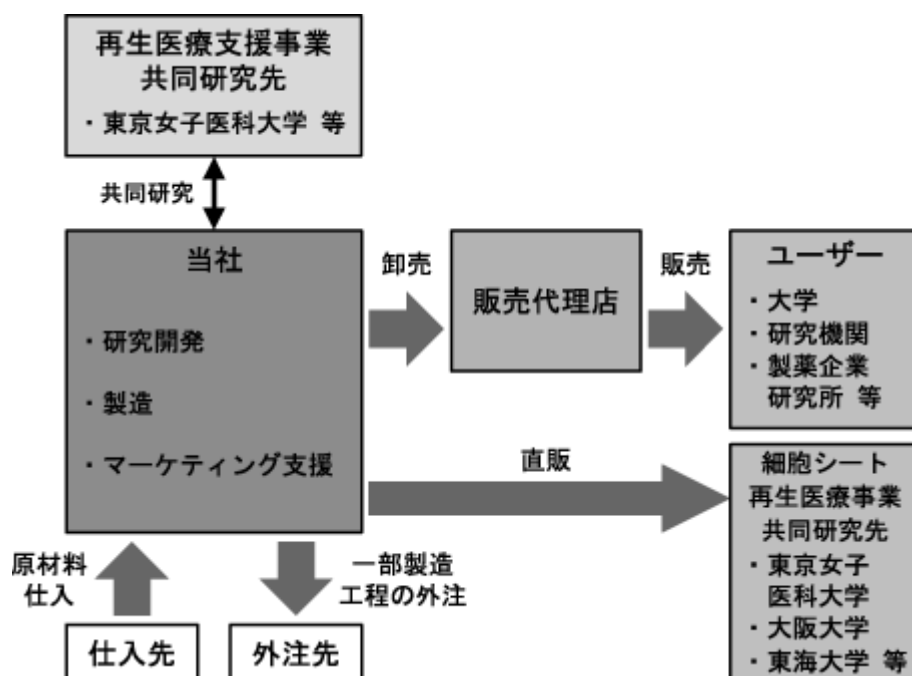 再生医療支援事業
共同研究先
・東京女子医科大学 等
共同研究
当社
・研究開発
・製造
・マーケティング支援
卸売
販売代理店
販売
ユーザー
・大学
・研究機関
・製薬企業
研究所 等
直販
細胞シート
再生医療事業
共同研究先
・東京女子
医科大学
・大阪大学
・東海大学 等
原材料
仕入
一部製造
工程の外注
仕入先
外注先